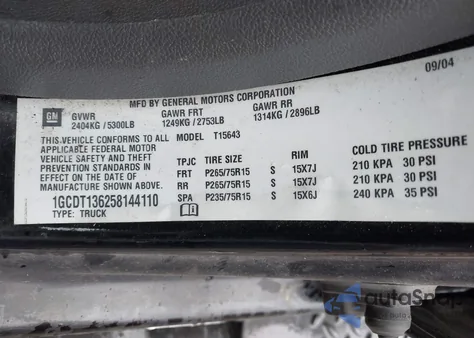 09/04
MFD BY GENERAL MOTORS CORPORATION
GM GVWR GAWR FRT GAWR RR
2404KG / 5300LB 1249KG / 2753LB 1314KG / 2896LB
THIS VEHICLE CONFORMS TO ALL MODEL T15643
APPLICABLE FEDERAL MOTOR
VEHICLE SAFETY AND THEFT TPJC TIRE SIZE RIM COLD TIRE PRESSURE
PREVENTION STANDARDS FRT P265/75R15 S 15X7J 210 KPA 30 PSI
IN EFFECT ON THE DATE RR P265/75R15 S 15X7J 210 KPA 30 PSI
OF MANUFACTURE SHOWN ABOVE. SPA P235/75R15 S 15X6J 240 KPA 35 PSI
1GCDT136258144110
TYPE: TRUCK
autoSnap